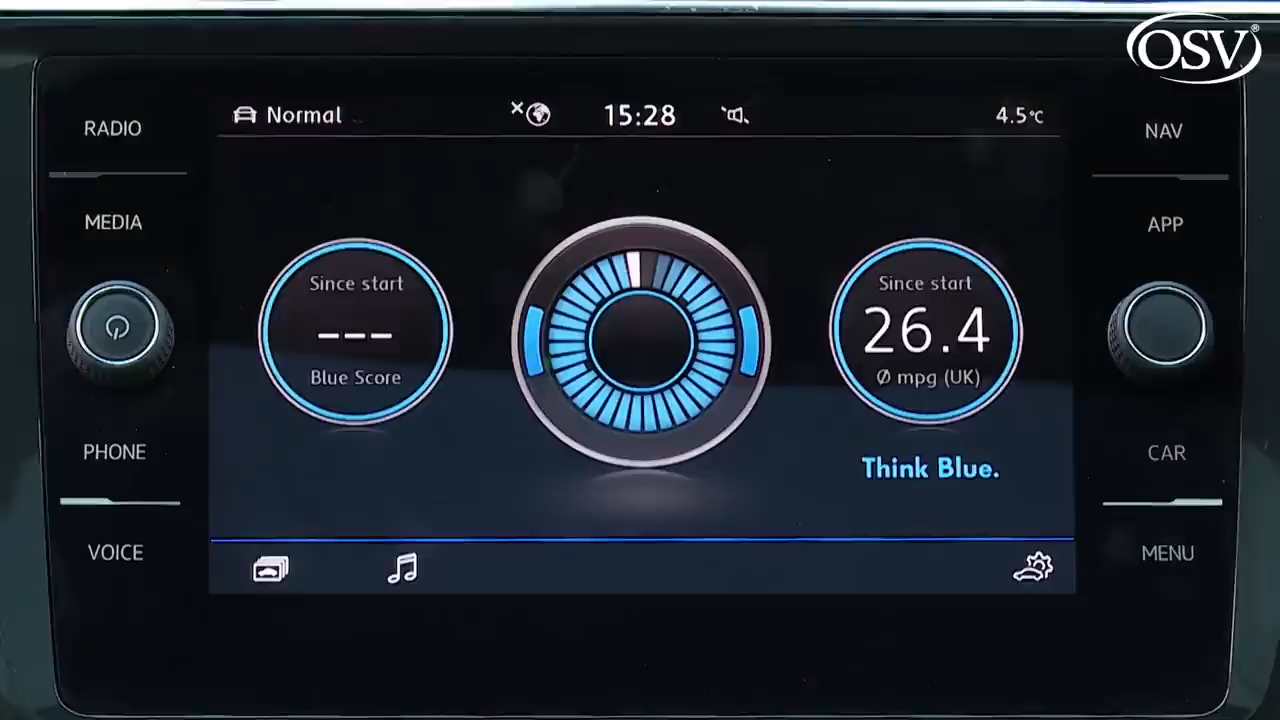 OSV®
Normal
15:28
4.5°C
RADIO
NAV
MEDIA
APP
Since start
---
Blue Score
Since start
26.4
Ø mpg (UK)
Think Blue.
PHONE
CAR
VOICE
MENU